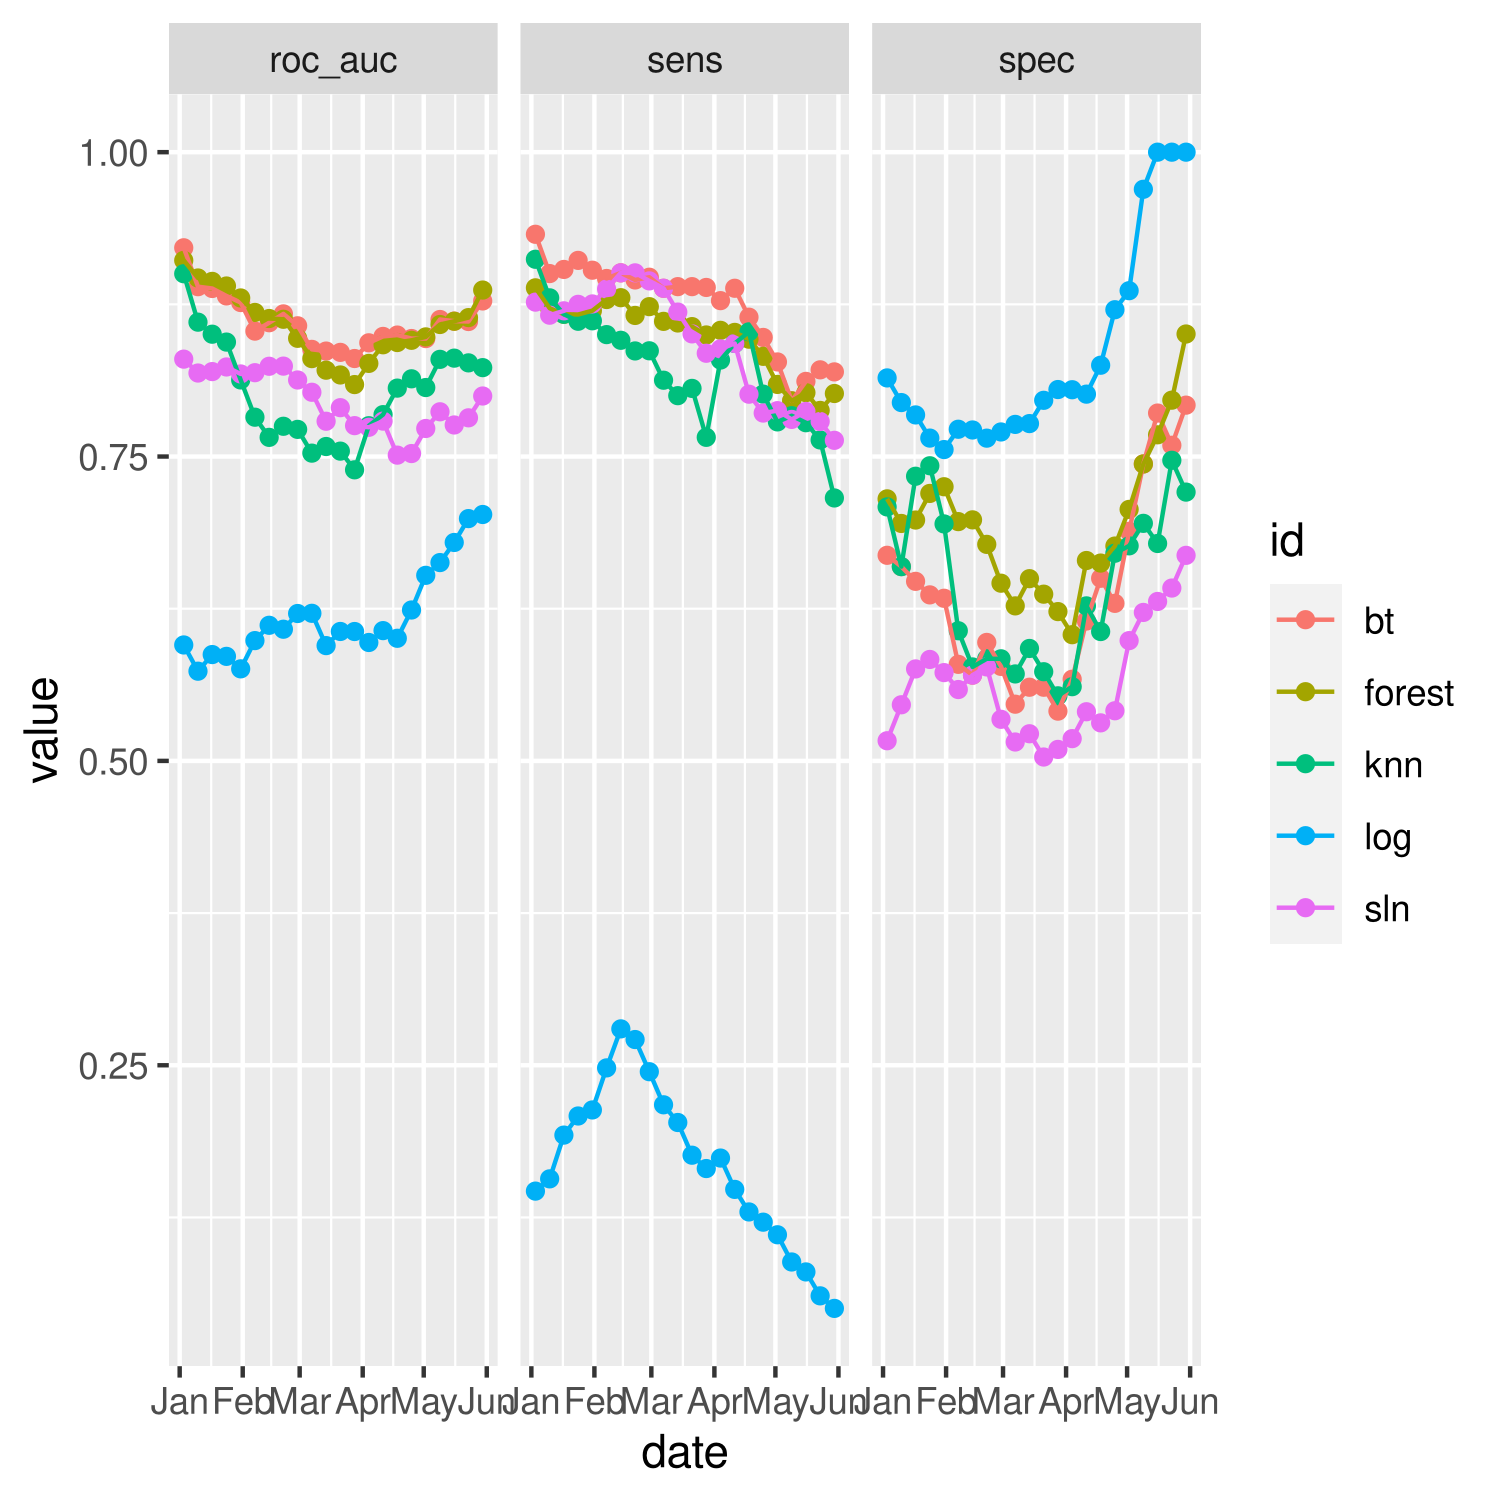 roc_auc sens spec
1.00
0.75
0.50
0.25
value
Jan Feb Mar Apr May Jun Jan Feb Mar Apr May Jun Jan Feb Mar Apr May Jun
date
id
bt
forest
knn
log
sln